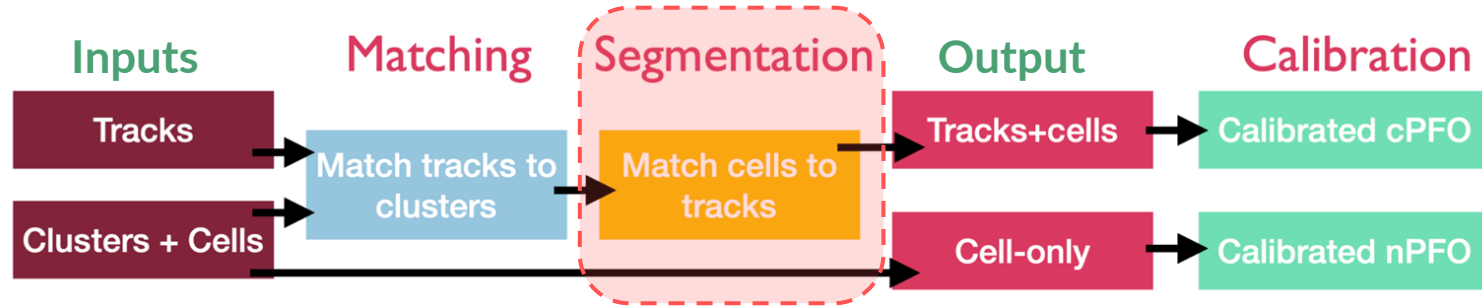 Inputs
Matching
Segmentation
Output
Calibration
Tracks
Clusters + Cells
Match tracks to
clusters
Match cells to
tracks
Tracks+cells
Cell-only
Calibrated cPFO
Calibrated nPFO